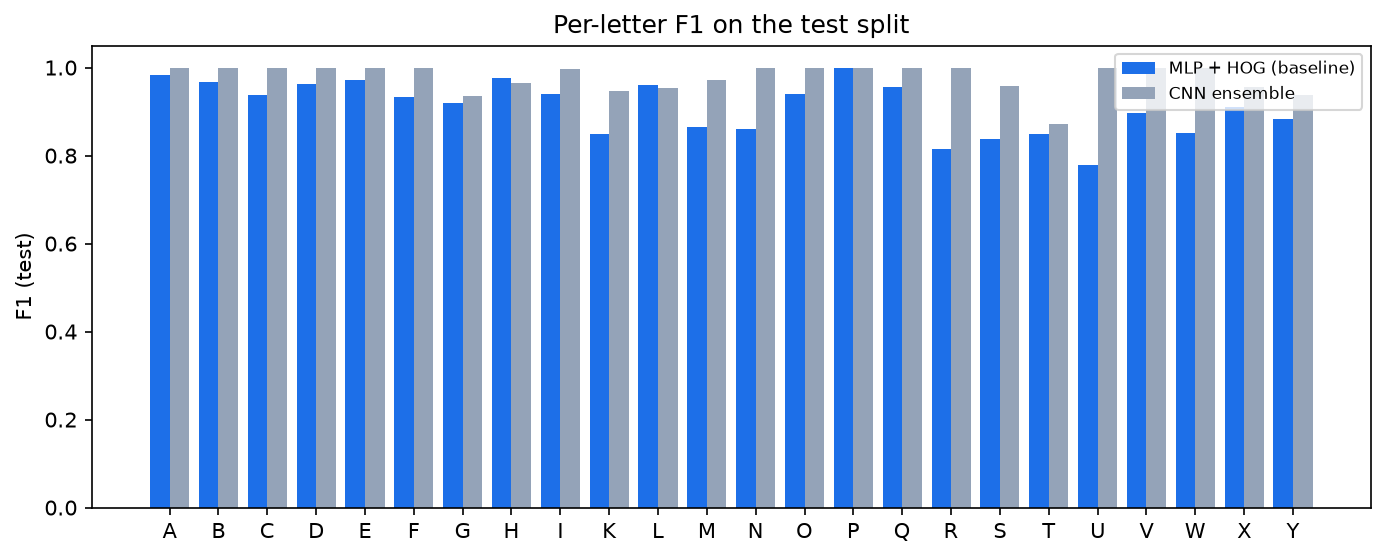 Per-letter F1 on the test split
MLP + HOG (baseline)
CNN ensemble
F1 (test)
1.0
0.8
0.6
0.4
0.2
0.0
A B C D E F G H I K L M N O P Q R S T U V W X Y